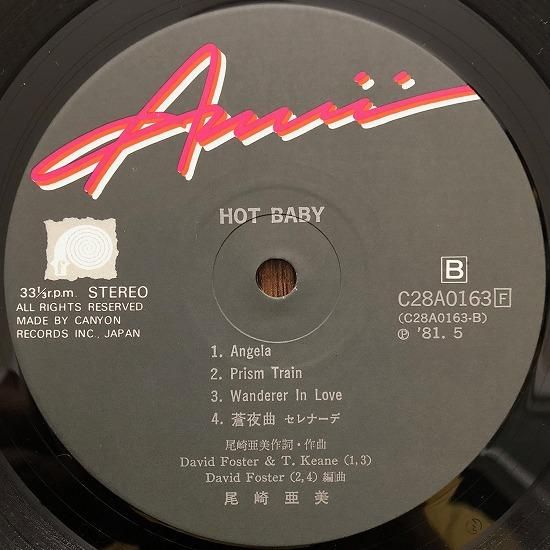 Amii
HOT BABY
33⅓r.p.m. STEREO
ALL RIGHTS RESERVED
MADE BY CANYON
RECORDS INC., JAPAN
B
C28A0163 F
(C28A0163-B)
Ⓟ '81. 5
1. Angela
2. Prism Train
3. Wanderer In Love
4. 蒼夜曲 セレナーデ
尾崎亜美作詞・作曲
David Foster & T. Keane (1,3)
David Foster (2,4) 編曲
尾崎亜美